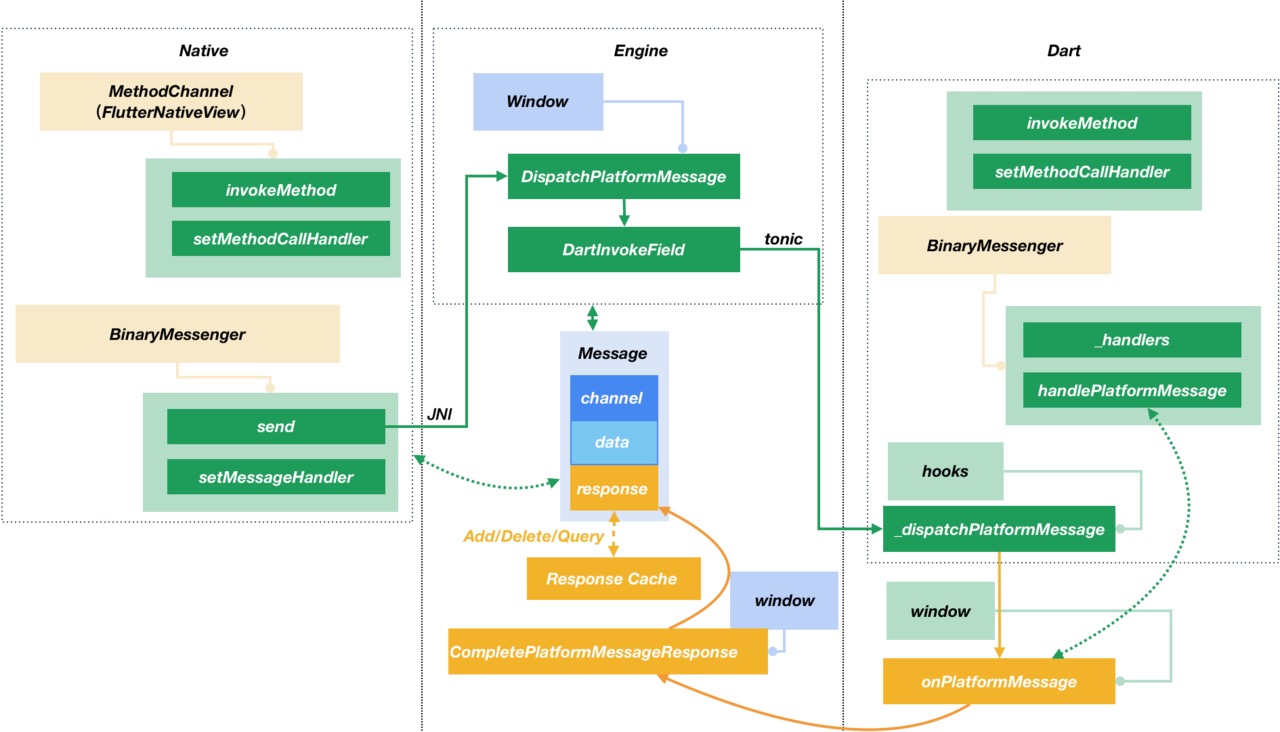 Native
MethodChannel
（FlutterNativeView）
invokeMethod
setMethodCallHandler
BinaryMessenger
send
setMessageHandler
JNI
Engine
Window
DispatchPlatformMessage
DartInvokeField
tonic
Message
channel
data
response
Add/Delete/Query
Response Cache
window
CompletePlatformMessageResponse
Dart
invokeMethod
setMethodCallHandler
BinaryMessenger
_handlers
handlePlatformMessage
hooks
_dispatchPlatformMessage
window
onPlatformMessage